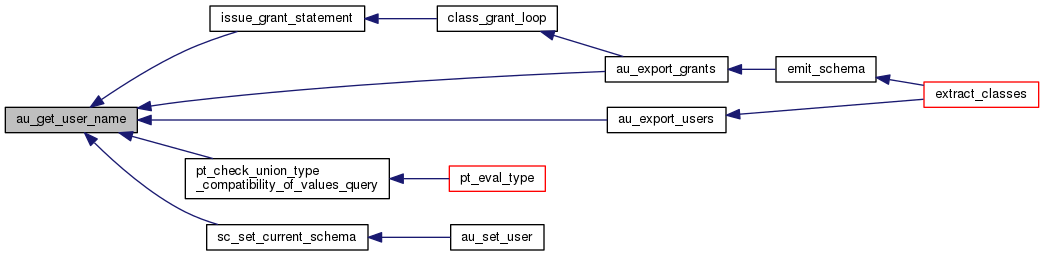 issue_grant_statement
class_grant_loop
au_export_grants
emit_schema
extract_classes
au_get_user_name
au_export_users
pt_check_union_type
_compatibility_of_values_query
pt_eval_type
sc_set_current_schema
au_set_user